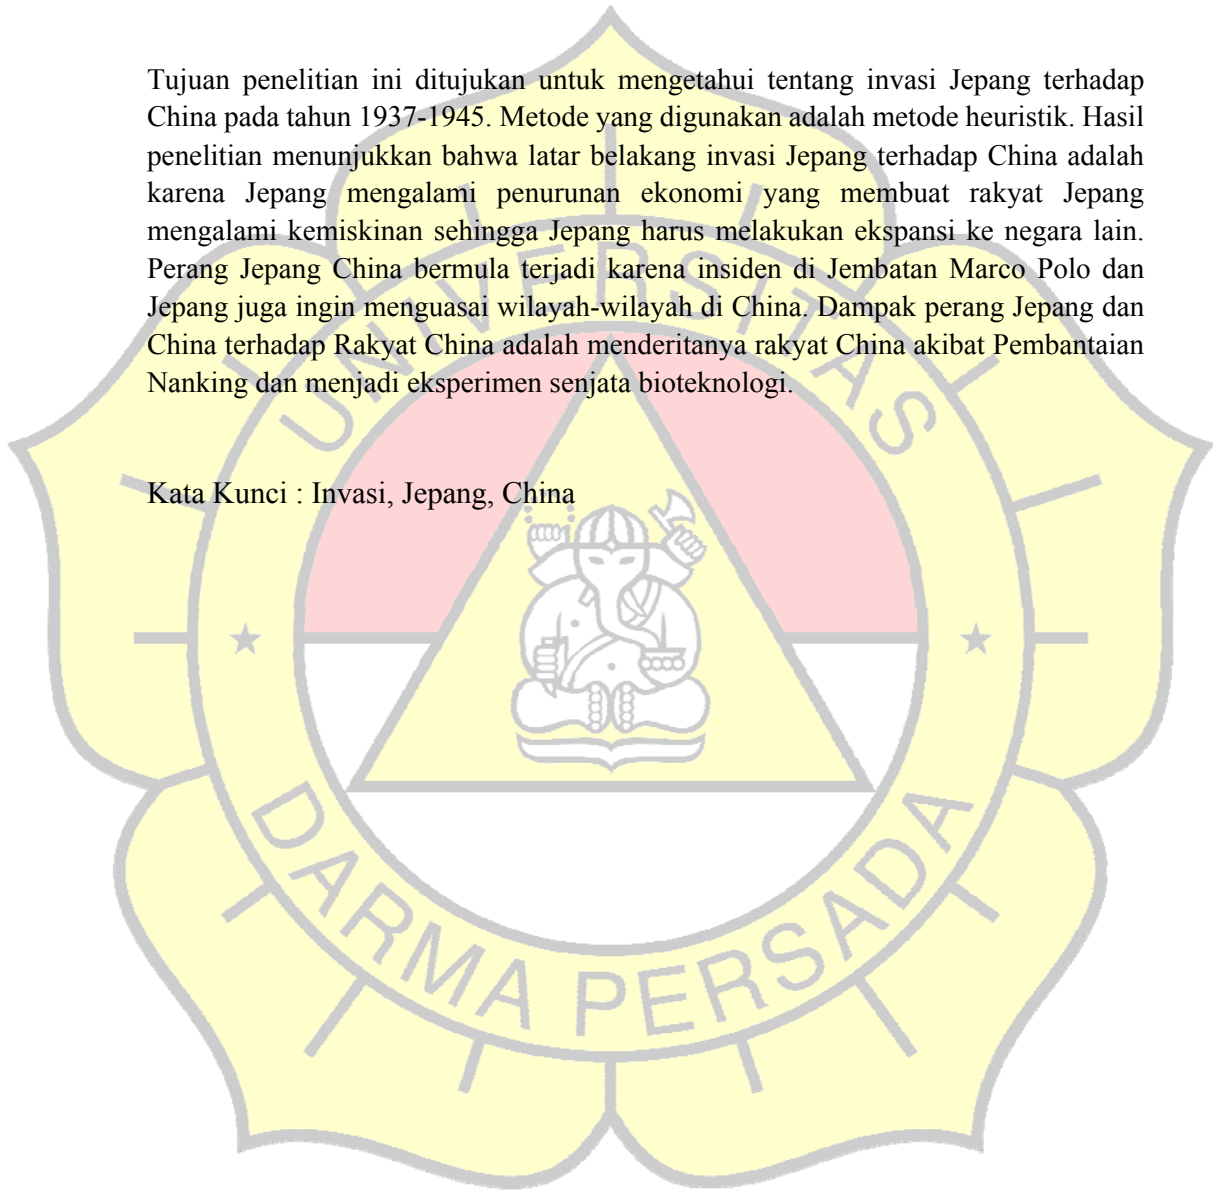 Tujuan penelitian ini ditujukan untuk mengetahui tentang invasi Jepang terhadap
China pada tahun 1937-1945. Metode yang digunakan adalah metode heuristik. Hasil
penelitian menunjukkan bahwa latar belakang invasi Jepang terhadap China adalah
karena Jepang mengalami penurunan ekonomi yang membuat rakyat Jepang
mengalami kemiskinan sehingga Jepang harus melakukan ekspansi ke negara lain.
Perang Jepang China bermula terjadi karena insiden di Jembatan Marco Polo dan
Jepang juga ingin menguasai wilayah-wilayah di China. Dampak perang Jepang dan
China terhadap Rakyat China adalah menderitanya rakyat China akibat Pembantaian
Nanking dan menjadi eksperimen senjata bioteknologi.
Kata Kunci : Invasi, Jepang, China
UNIVERSITAS
DARMA PERSADA